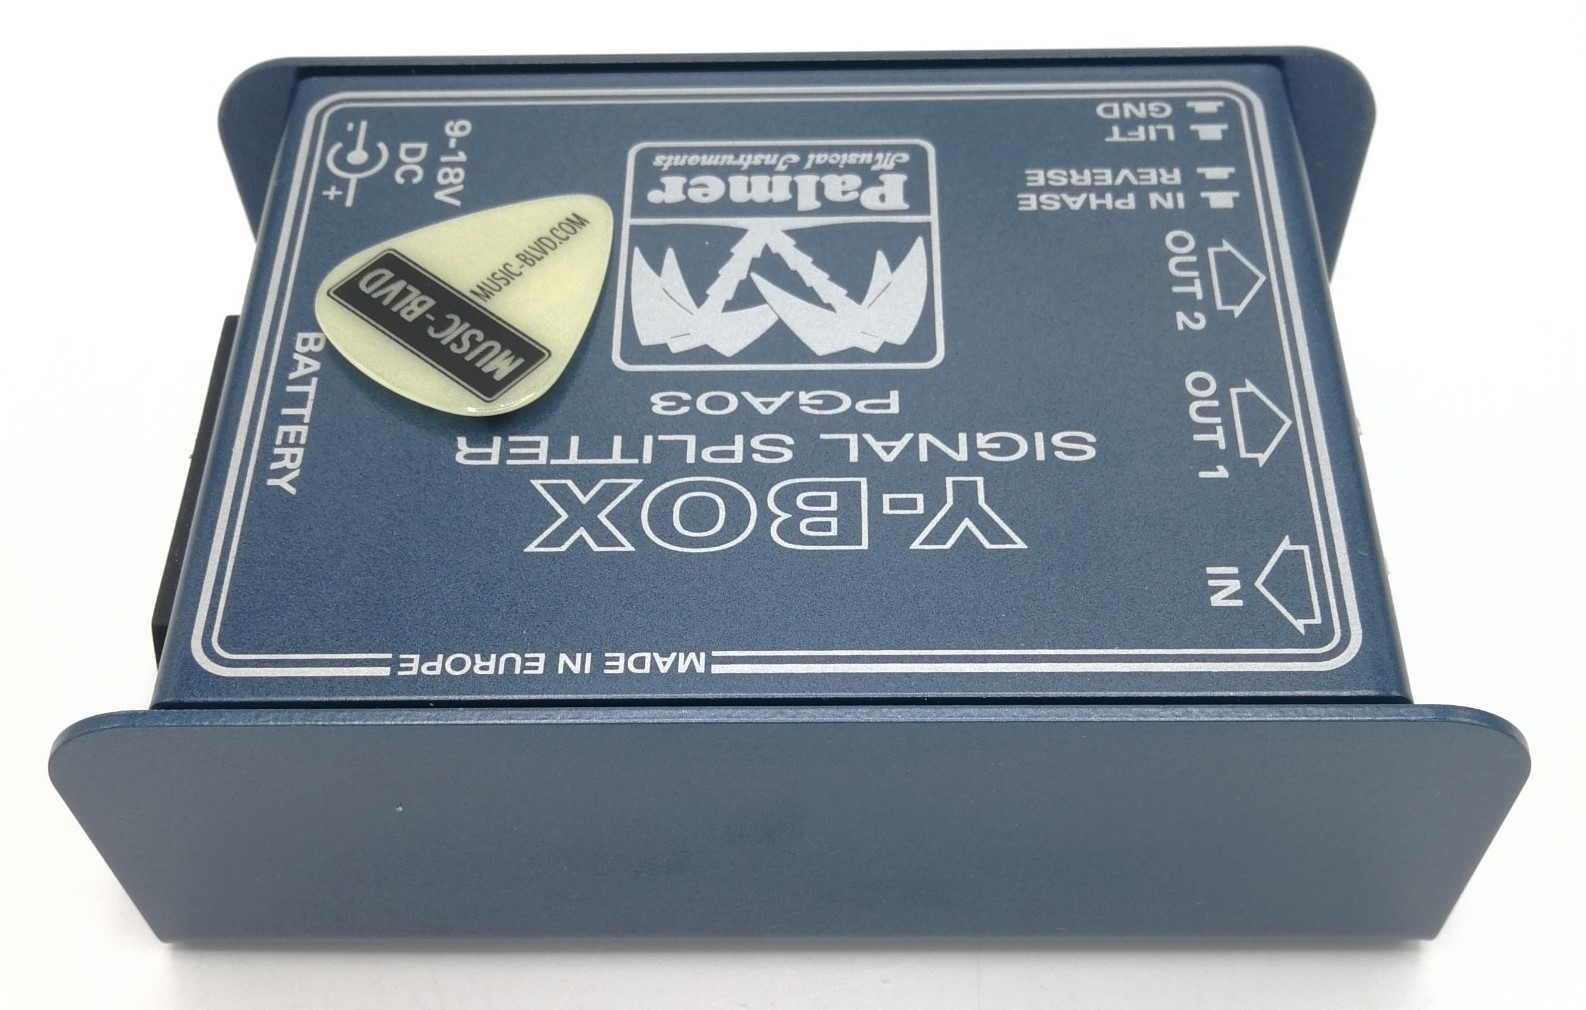 MADE IN EUROPE
Y-BOX
SIGNAL SPLITTER
PGA03
Palmer
Musical Instruments
IN
OUT 1
OUT 2
IN PHASE
REVERSE
LIFT
GND
BATTERY
9-18V
DC
- +
MUSIC-BLVD
MUSIC-BLVD.COM